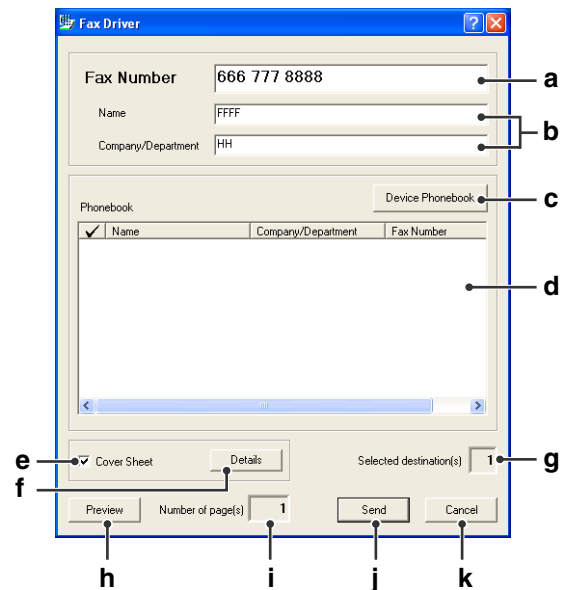 Fax Driver
Fax Number 666 777 8888 a
Name FFFF b
Company/Department HH
Phonebook Device Phonebook c
Name Company/Department Fax Number
d
e Cover Sheet Details Selected destination(s) 1 g
f
Preview Number of page(s) 1 Send Cancel
h i j k